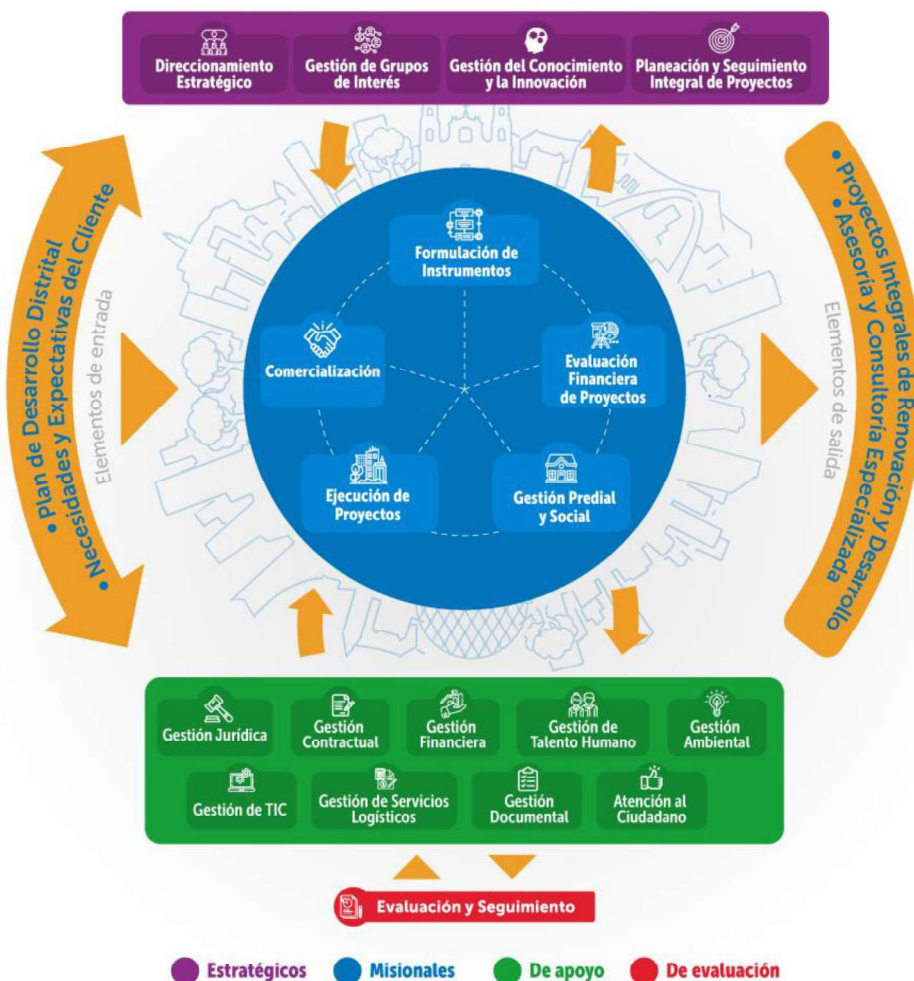 Direccionamiento
Estratégico
Gestión de Grupos
de Interés
Gestión del Conocimiento
y la Innovación
Planeación y Seguimiento
Integral de Proyectos
• Plan de Desarrollo Distrital
• Necesidades y Expectativas del Cliente
Elementos de entrada
Formulación de
Instrumentos
Comercialización
Evaluación
Financiera
de Proyectos
Ejecución de
Proyectos
Gestión Predial
y Social
Elementos de salida
• Proyectos Integrales de Renovación y Desarrollo
• Asesoría y Consultoría Especializada
Gestión Jurídica
Gestión
Contractual
Gestión
Financiera
Gestión de
Talento Humano
Gestión
Ambiental
Gestión de TIC
Gestión de Servicios
Logísticos
Gestión
Documental
Atención al
Ciudadano
Evaluación y Seguimiento
Estratégicos
Misionales
De apoyo
De evaluación